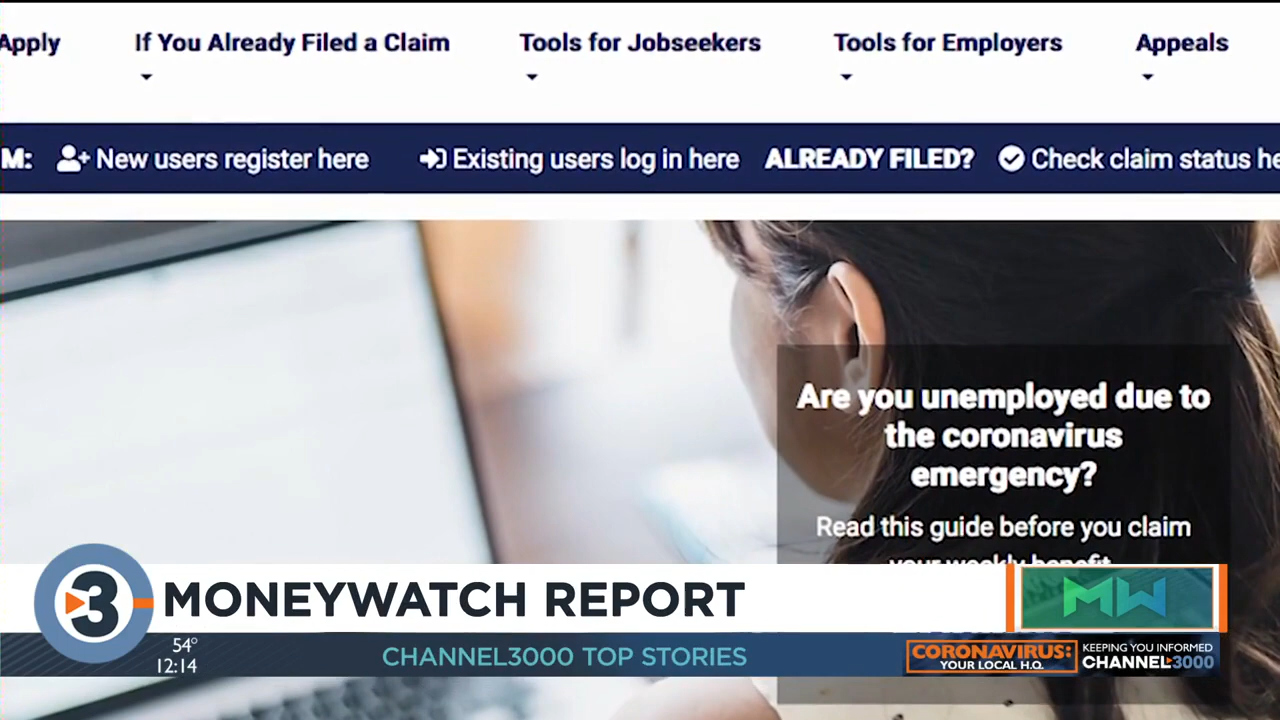 Apply If You Already Filed a Claim Tools for Jobseekers Tools for Employers Appeals
M: New users register here Existing users log in here ALREADY FILED? Check claim status he
Are you unemployed due to
the coronavirus
emergency?
Read this guide before you claim
your weekly benefit
3 MONEYWATCH REPORT MW
54°
12:14
CHANNEL3000 TOP STORIES
CORONAVIRUS:
YOUR LOCAL H.Q.
KEEPING YOU INFORMED
CHANNEL3000